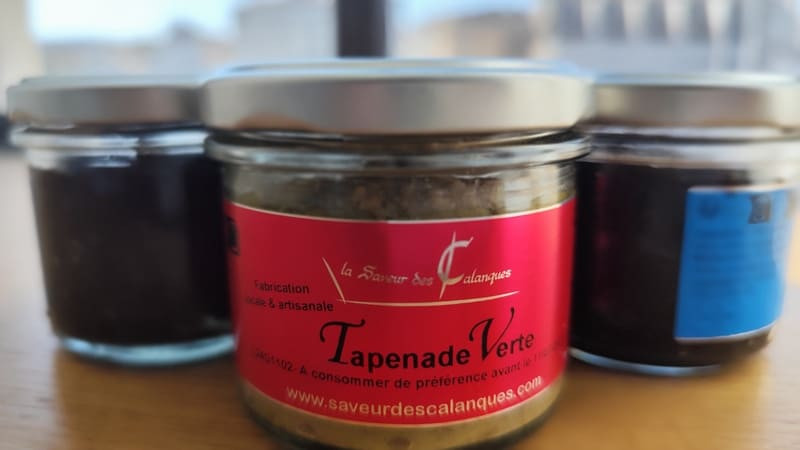 la Saveur des Calanques
Fabrication
locale & artisanale
Tapenade Verte
A consommer de préférence avant le
www.saveurdescalanques.com